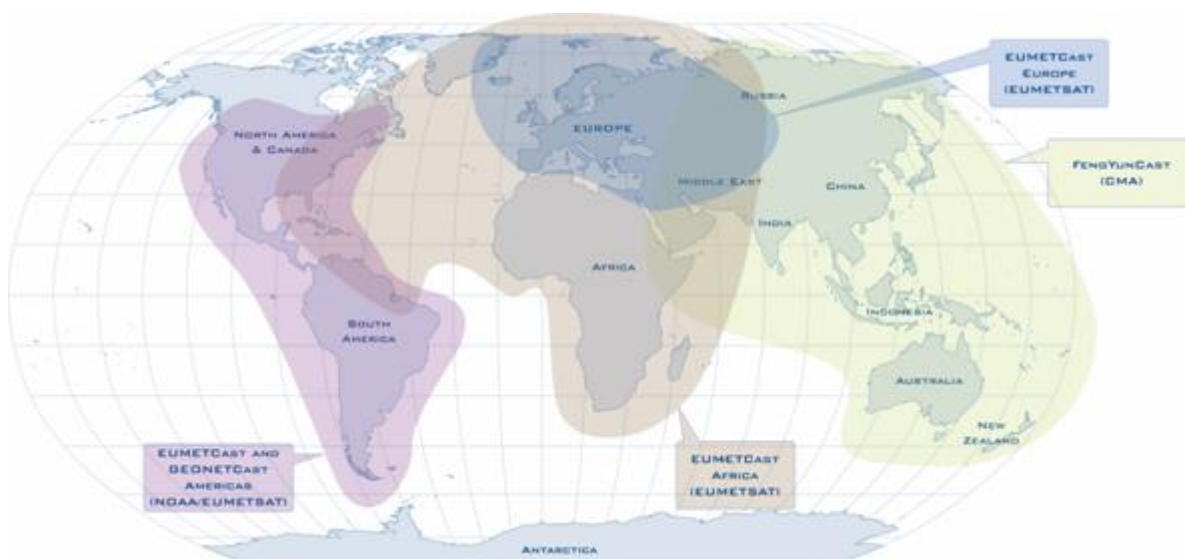 EUMETCast
Europe
(EUMETSAT)
Russia
North America
& Canada
Europe
FengYunCast
(CMA)
Middle East
China
India
Africa
Indonesia
South
America
Australia
New
Zealand
EUMETCast and
GEONETCast
Americas
(NOAA/EUMETSAT)
EUMETCast
Africa
(EUMETSAT)
Antarctica